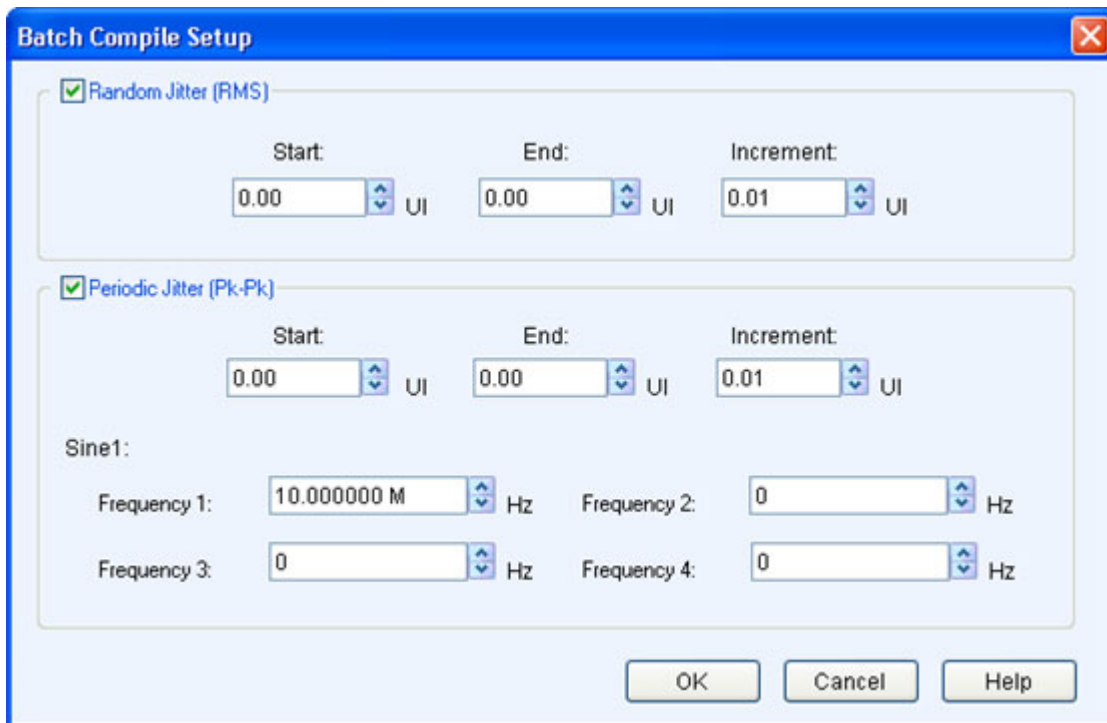 Batch Compile Setup
Random Jitter (RMS)
Start: End: Increment:
0.00 UI 0.00 UI 0.01 UI
Periodic Jitter (Pk-Pk)
Start: End: Increment:
0.00 UI 0.00 UI 0.01 UI
Sine1:
Frequency 1: 10.000000 M Hz Frequency 2: 0 Hz
Frequency 3: 0 Hz Frequency 4: 0 Hz
OK Cancel Help